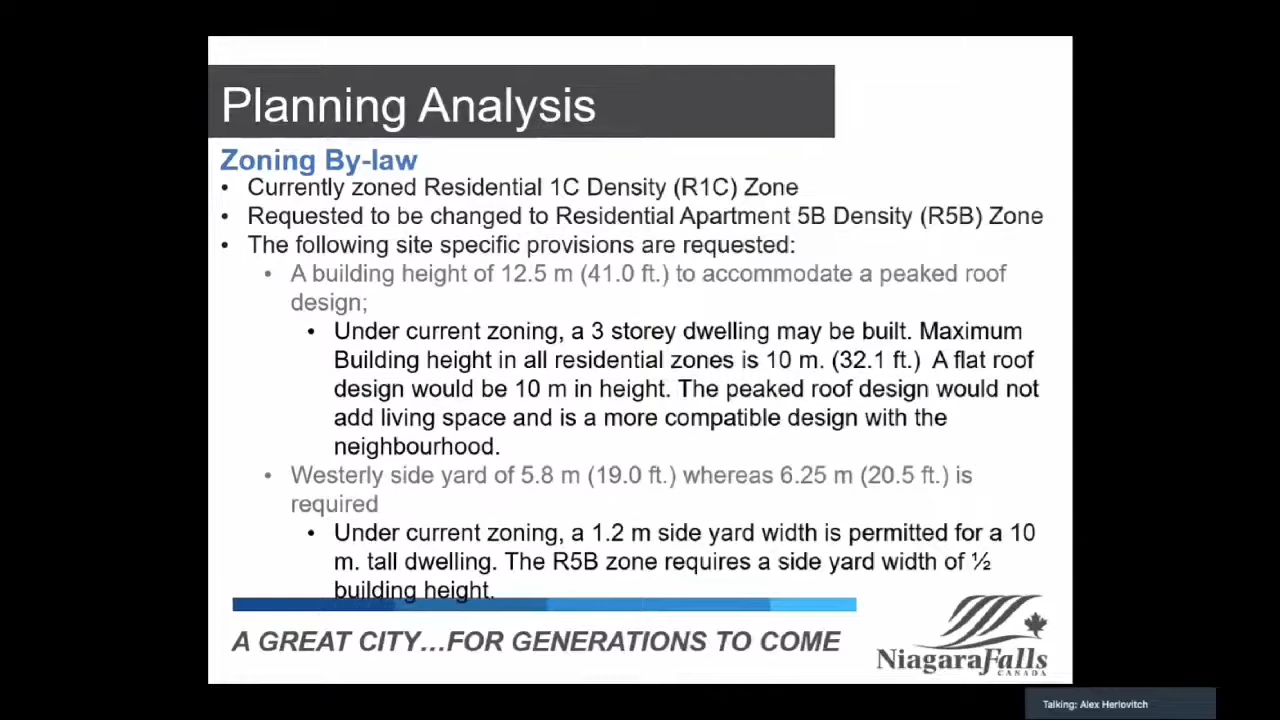 Planning Analysis
Zoning By-law
• Currently zoned Residential 1C Density (R1C) Zone
• Requested to be changed to Residential Apartment 5B Density (R5B) Zone
• The following site specific provisions are requested:
• A building height of 12.5 m (41.0 ft.) to accommodate a peaked roof
design;
• Under current zoning, a 3 storey dwelling may be built. Maximum
Building height in all residential zones is 10 m. (32.1 ft.) A flat roof
design would be 10 m in height. The peaked roof design would not
add living space and is a more compatible design with the
neighbourhood.
• Westerly side yard of 5.8 m (19.0 ft.) whereas 6.25 m (20.5 ft.) is
required
• Under current zoning, a 1.2 m side yard width is permitted for a 10
m. tall dwelling. The R5B zone requires a side yard width of ½
building height.
A GREAT CITY…FOR GENERATIONS TO COME
NiagaraFalls
CANADA
Talking: Alex Herlovitch